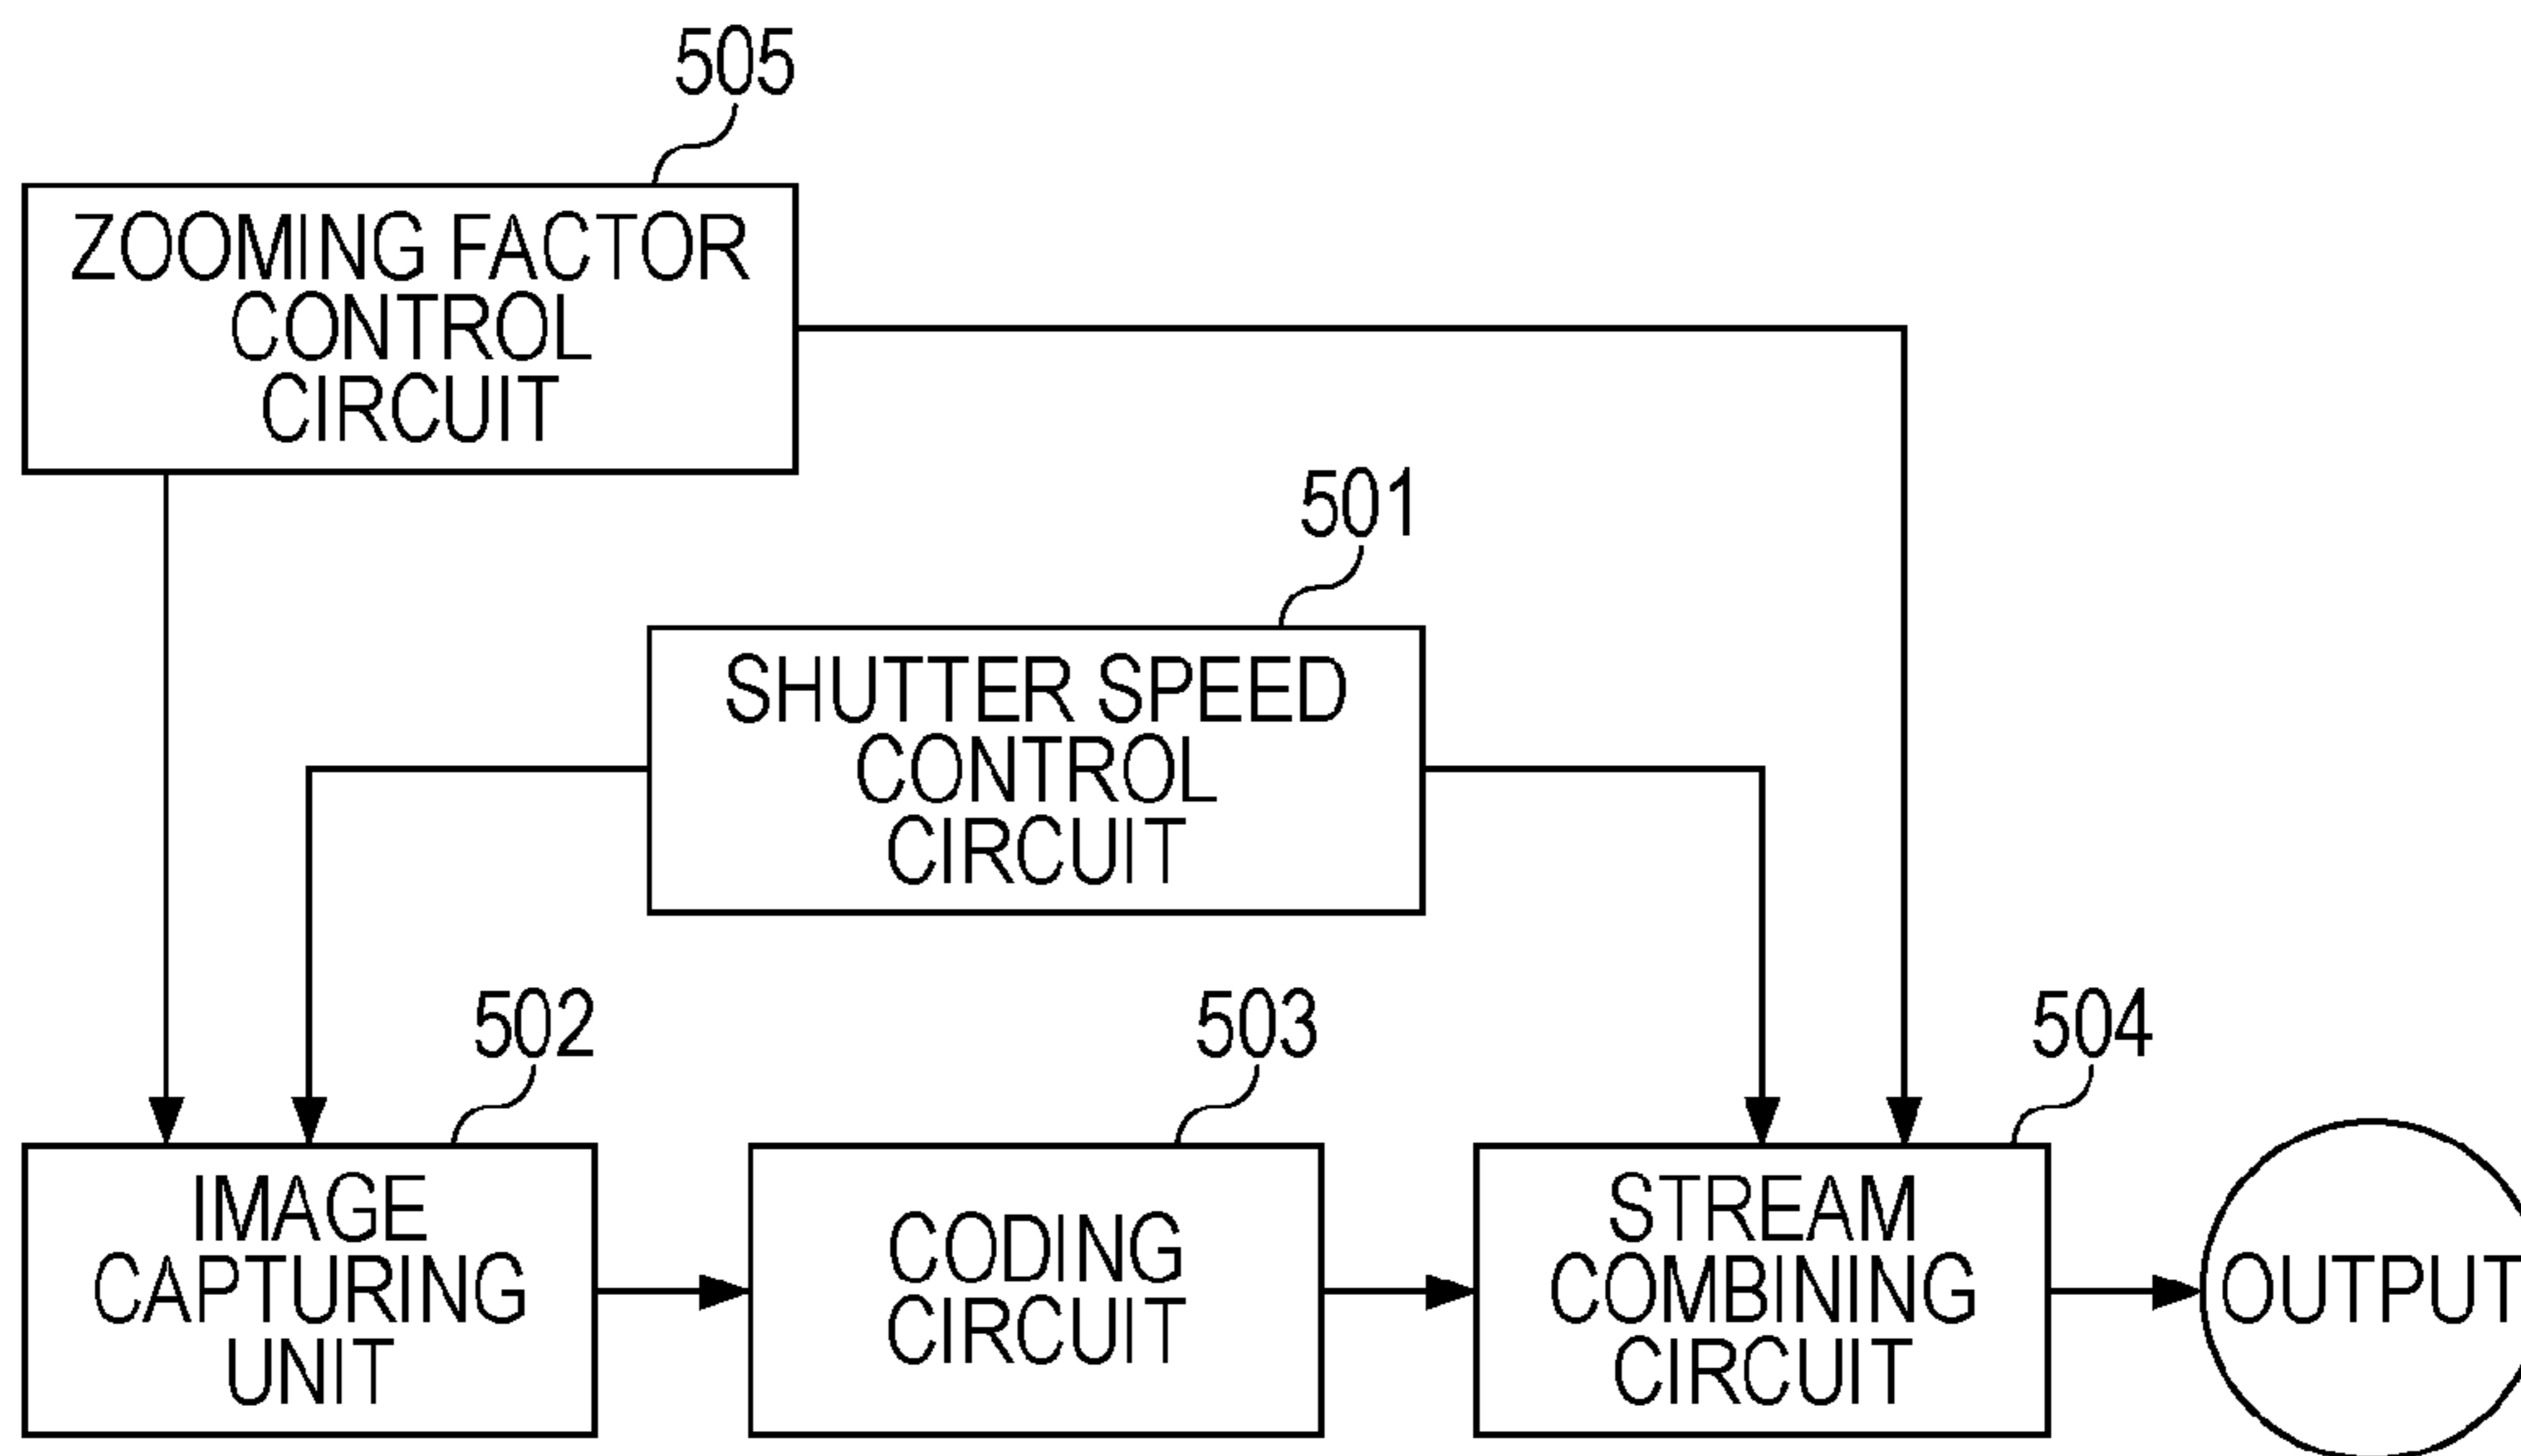 505
ZOOMING FACTOR
CONTROL
CIRCUIT
501
SHUTTER SPEED
CONTROL
CIRCUIT
502
IMAGE
CAPTURING
UNIT
503
CODING
CIRCUIT
504
STREAM
COMBINING
CIRCUIT
OUTPUT